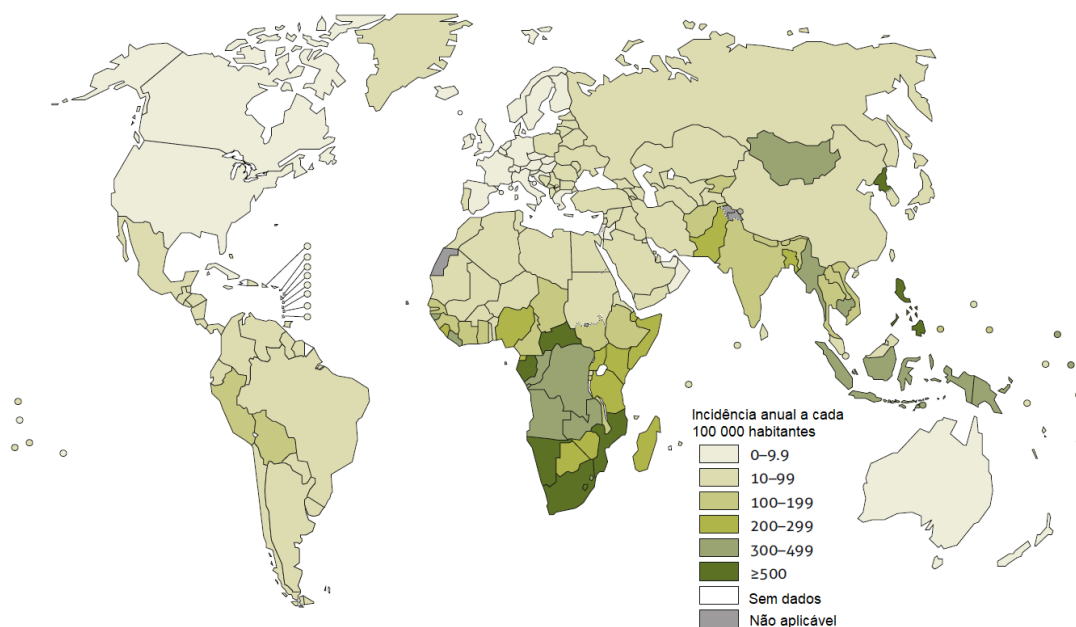 Incidência anual a cada
100 000 habitantes
0–9.9
10–99
100–199
200–299
300–499
≥500
Sem dados
Não aplicável